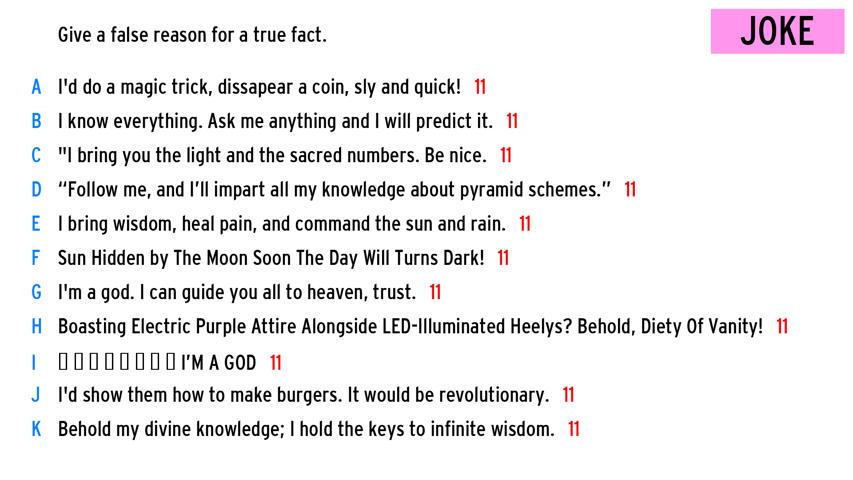 Give a false reason for a true fact.
JOKE
A I'd do a magic trick, dissapear a coin, sly and quick! 11
B I know everything. Ask me anything and I will predict it. 11
C "I bring you the light and the sacred numbers. Be nice. 11
D “Follow me, and I’ll impart all my knowledge about pyramid schemes.” 11
E I bring wisdom, heal pain, and command the sun and rain. 11
F Sun Hidden by The Moon Soon The Day Will Turns Dark! 11
G I'm a god. I can guide you all to heaven, trust. 11
H Boasting Electric Purple Attire Alongside LED-Illuminated Heelys? Behold, Diety Of Vanity! 11
I I’M A GOD 11
J I'd show them how to make burgers. It would be revolutionary. 11
K Behold my divine knowledge; I hold the keys to infinite wisdom. 11